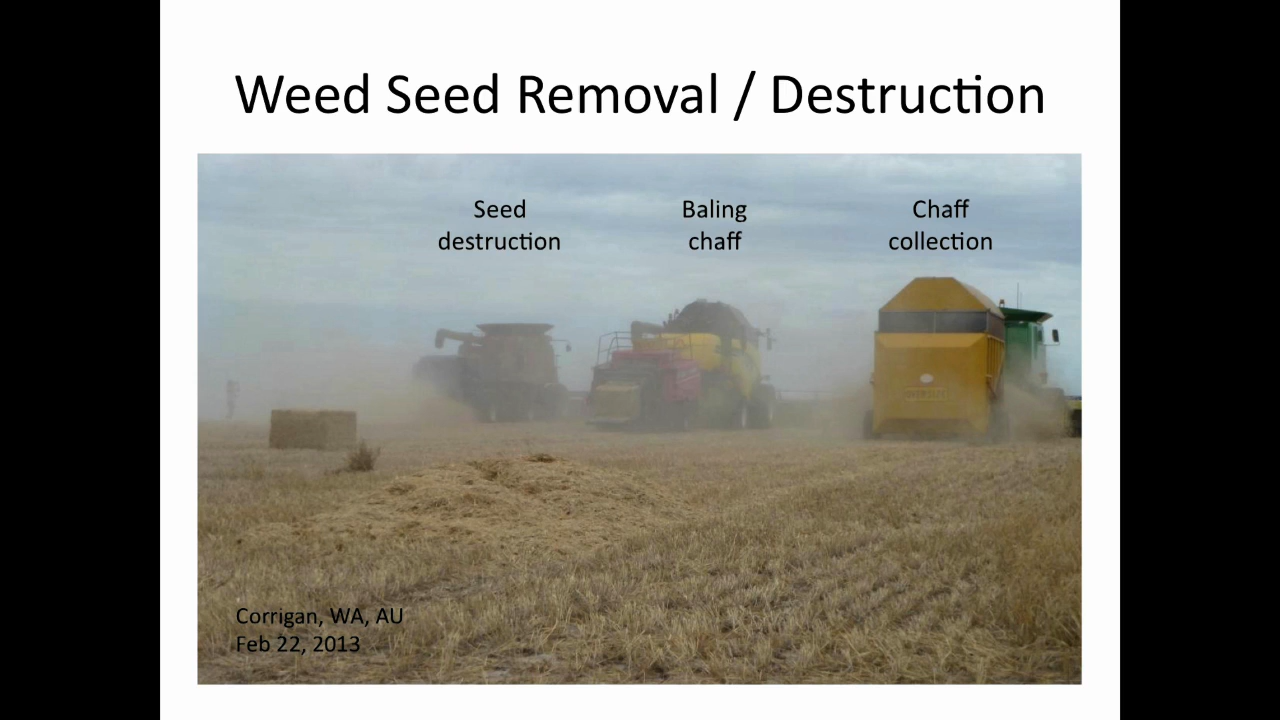 Weed Seed Removal / Destruction
Seed
destruction
Baling
chaff
Chaff
collection
Corrigan, WA, AU
Feb 22, 2013